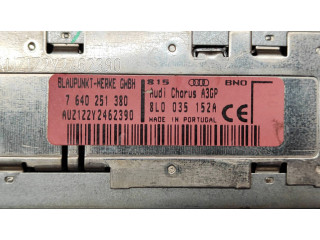 BLAUPUNKT-WERKE GMBH
7 640 251 380
AUZ1Z2Y2462390
815 BNO
Audi Chorus A3GP
8L0 035 152A
MADE IN PORTUGAL
CE